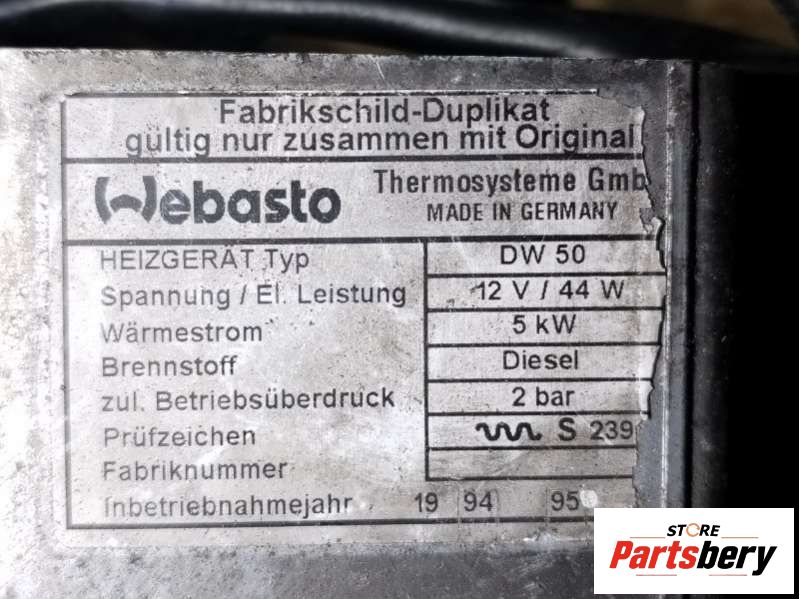 Fabrikschild-Duplikat
gültig nur zusammen mit Original
Webasto Thermosysteme Gmb
MADE IN GERMANY
HEIZGERÄT Typ DW 50
Spannung / El. Leistung 12 V / 44 W
Wärmestrom 5 kW
Brennstoff Diesel
zul. Betriebsüberdruck 2 bar
Prüfzeichen S 239
Fabriknummer
Inbetriebnahmejahr 19 94 95
STORE
Partsbery